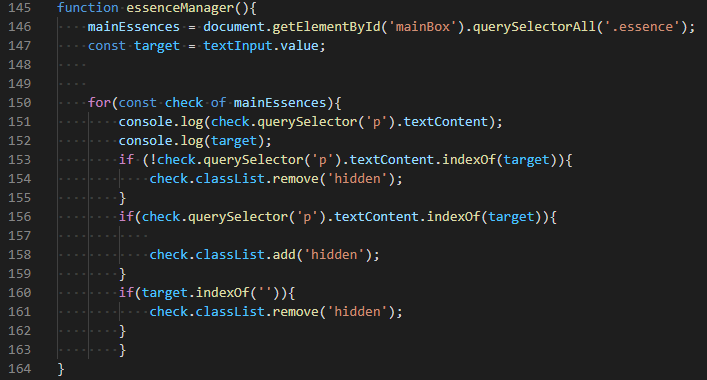 145 function essenceManager(){
146     mainEssences = document.getElementById('mainBox').querySelectorAll('.essence');
147     const target = textInput.value;
148
149
150     for(const check of mainEssences){
151         console.log(check.querySelector('p').textContent);
152         console.log(target);
153         if (!check.querySelector('p').textContent.indexOf(target)){
154             check.classList.remove('hidden');
155         }
156         if(check.querySelector('p').textContent.indexOf(target)){
157
158             check.classList.add('hidden');
159         }
160         if(target.indexOf('')){
161             check.classList.remove('hidden');
162         }
163         }
164 }